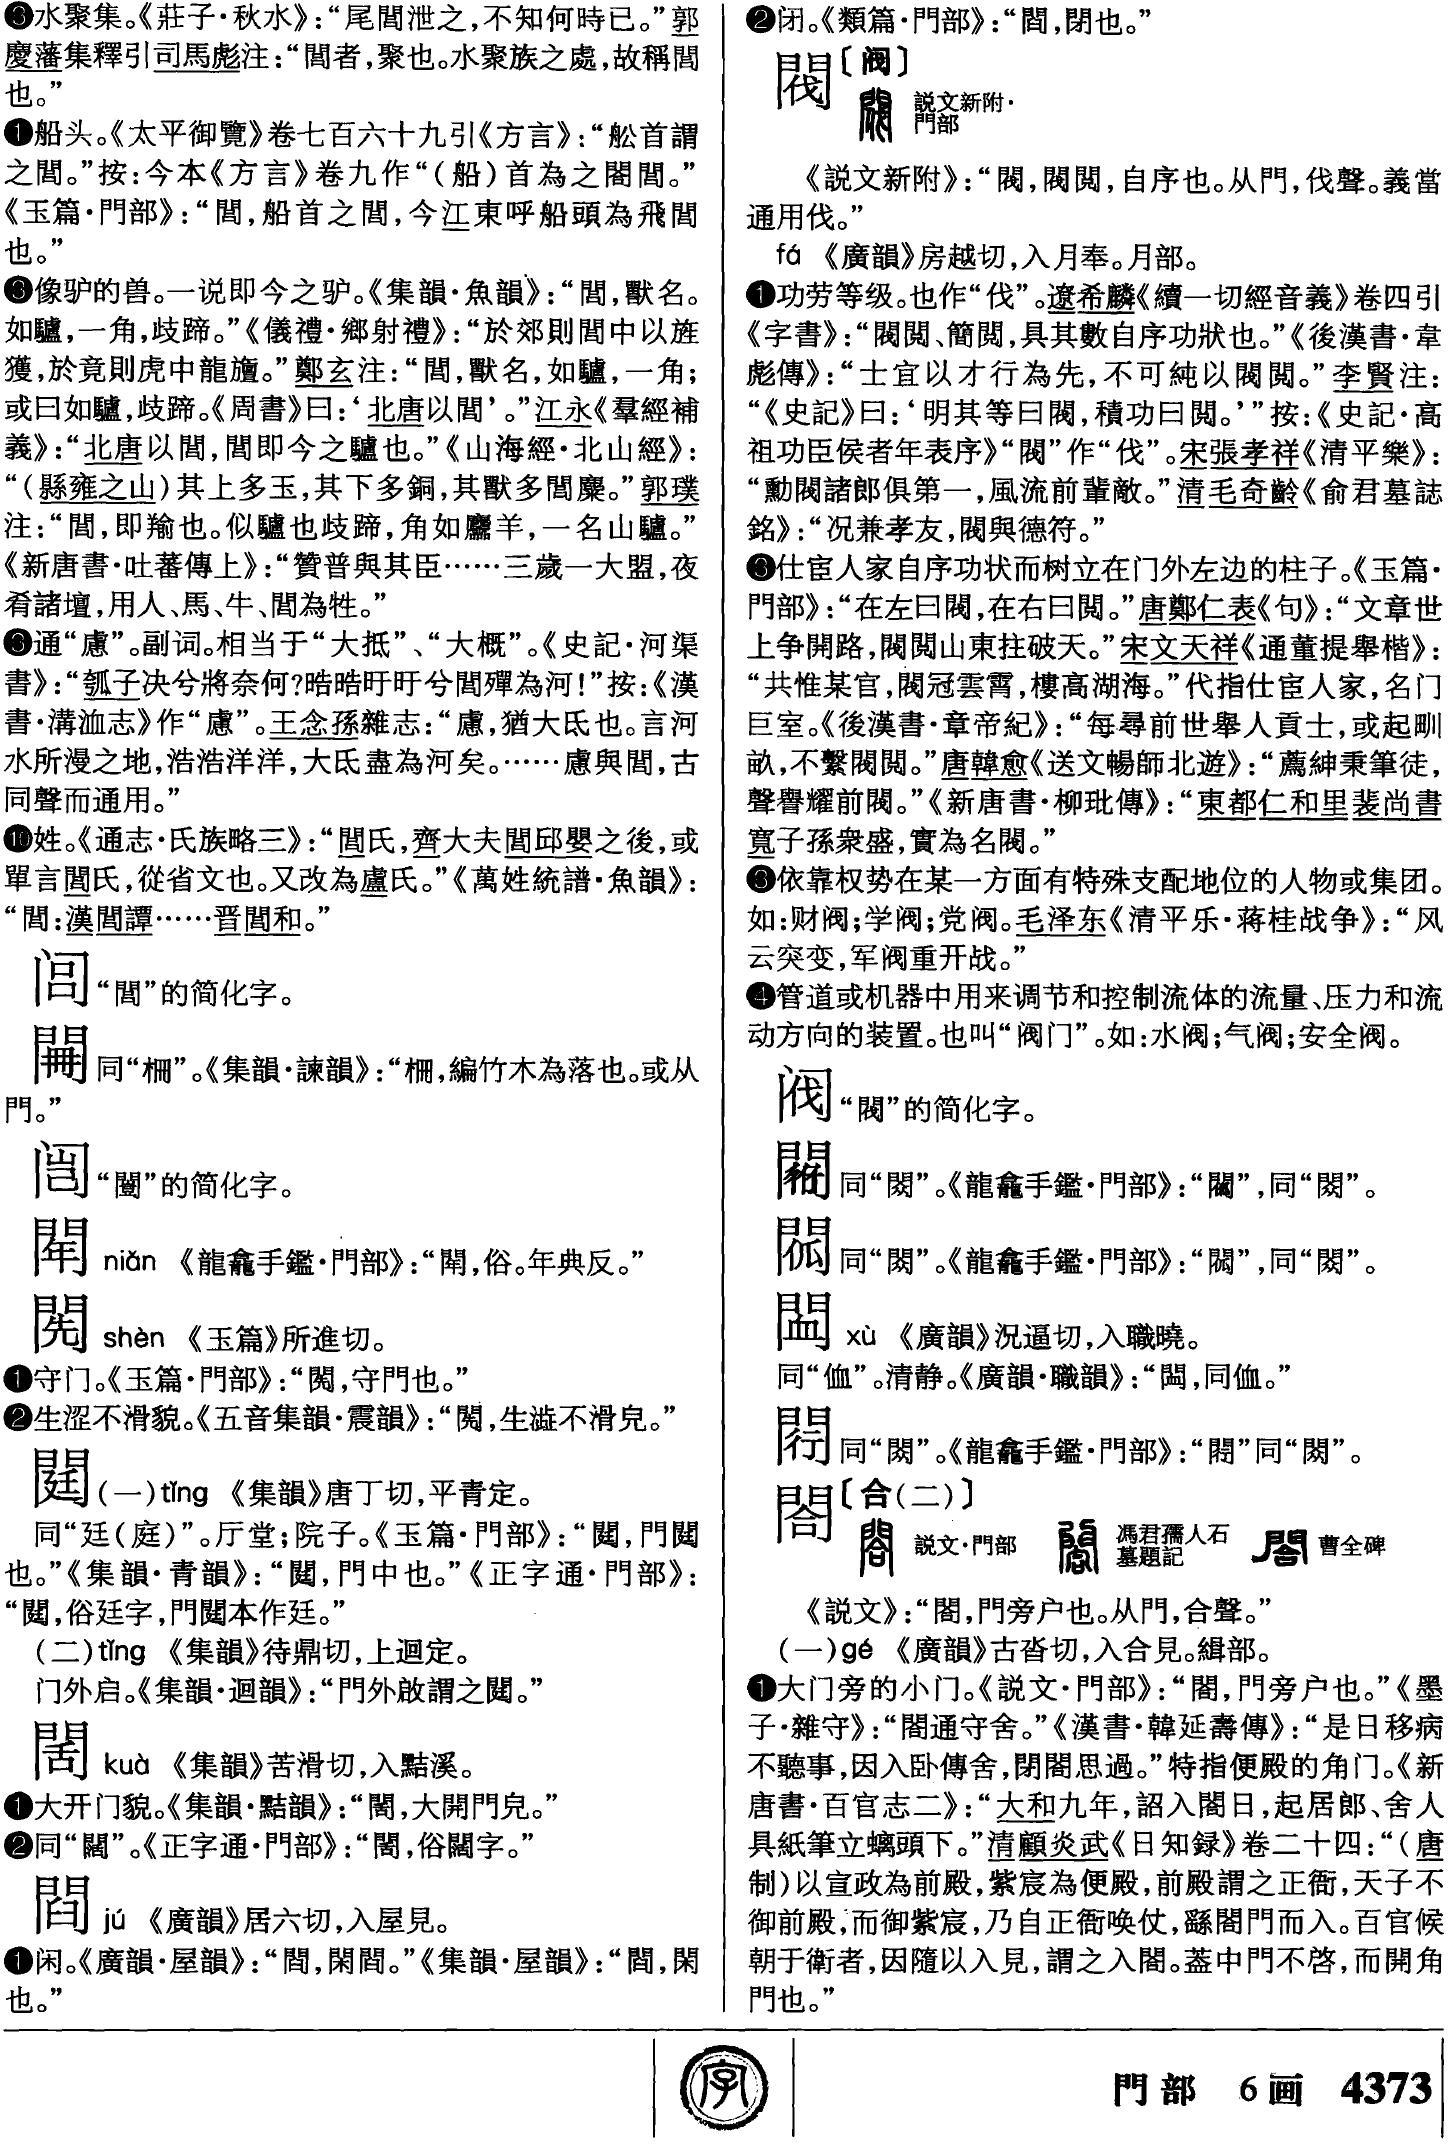 ❻水聚集。《莊子·秋水》：“尾閭泄之，不知何時已。”郭
慶藩集釋引司馬彪注：“閭者，聚也。水聚族之處，故稱閭
也。”
❼船头。《太平御覽》卷七百六十九引《方言》：“舩首謂
之閭。”按：今本《方言》卷九作“（船）首為之閤閭。”
《玉篇·門部》：“閭，船首之閭，今江東呼船頭為飛閭
也。”
❽像驴的兽。一说即今之驴。《集韻·魚韻》：“閭，獸名。
如驢，一角，歧蹄。”《儀禮·鄉射禮》：“於郊則閭中以旌
獲，於竟則虎中龍旜。”鄭玄注：“閭，獸名，如驢，一角；
或曰如驢，歧蹄。《周書》曰：‘北唐以閭’。”江永《羣經補
義》：“北唐以閭，閭即今之驢也。”《山海經·北山經》：
“（縣雍之山）其上多玉，其下多銅，其獸多閭麋。”郭璞
注：“閭，即羭也。似驢也歧蹄，角如麢羊，一名山驢。”
《新唐書·吐蕃傳上》：“贊普與其臣……三歲一大盟，夜
肴諸壇，用人、馬、牛、閭為牲。”
❾通“慮”。副词。相当于“大抵”、“大概”。《史記·河渠
書》：“瓠子决兮將奈何？晧晧旰旰兮閭殫為河！”按：《漢
書·溝洫志》作“慮”。王念孫雜志：“慮，猶大氐也。言河
水所漫之地，浩浩洋洋，大氐盡為河矣。……慮與閭，古
同聲而通用。”
❿姓。《通志·氏族略三》：“閭氏，齊大夫閭邱嬰之後，或
單言閭氏，從省文也。又改為盧氏。”《萬姓統譜·魚韻》：
“閭：漢閭譚……晋閭和。”
闾“閭”的简化字。
𨴺同“柵”。《集韻·諫韻》：“柵，編竹木為落也。或从
門。”
闿“闓”的简化字。
niǎn 《龍龕手鑑·門部》：“，俗。年典反。”
shèn 《玉篇》所進切。
❶守门。《玉篇·門部》：“，守門也。”
❷生涩不滑貌。《五音集韻·震韻》：“，生澁不滑皃。”
閮（一）tǐng 《集韻》唐丁切，平青定。
同“廷（庭）”。厅堂；院子。《玉篇·門部》：“閮，門閮
也。”《集韻·青韻》：“閮，門中也。”《正字通·門部》：
“閮，俗廷字，門閮本作廷。”
（二）tǐng 《集韻》待鼎切，上迥定。
门外启。《集韻·迥韻》：“門外啟謂之閮。”
䦚 kuà 《集韻》苦滑切，入黠溪。
❶大开门貌。《集韻·黠韻》：“䦚，大開門皃。”
❷同“闊”。《正字通·門部》：“䦚，俗闊字。”
jú 《廣韻》居六切，入屋見。
❶闲。《廣韻·屋韻》：“，閑。”《集韻·屋韻》：“，閑
也。”
❷闭。《類篇·門部》：“，閉也。”
閥〔阀〕
説文新附·
門部
《説文新附》：“閥，閥閲，自序也。从門，伐聲。義當
通用伐。”
fá 《廣韻》房越切，入月奉。月部。
❶功劳等级。也作“伐”。遼希麟《續一切經音義》卷四引
《字書》：“閥閲、簡閲，具其數自序功狀也。”《後漢書·韋
彪傳》：“士宜以才行為先，不可純以閥閲。”李賢注：
“《史記》曰：‘明其等曰閥，積功曰閲。’”按：《史記·高
祖功臣侯者年表序》“閥”作“伐”。宋張孝祥《清平樂》：
“勳閥諸郎俱第一，風流前輩敵。”清毛奇齡《俞君墓誌
銘》：“况兼孝友，閥與德符。”
❷仕宦人家自序功状而树立在门外左边的柱子。《玉篇·
門部》：“在左曰閥，在右曰閲。”唐鄭仁表《句》：“文章世
上争開路，閥閲山東拄破天。”宋文天祥《通董提舉楷》：
“共惟某官，閥冠雲霄，樓高湖海。”代指仕宦人家，名门
巨室。《後漢書·章帝紀》：“每尋前世舉人貢士，或起甽
畝，不繫閥閲。”唐韓愈《送文暢師北遊》：“薦紳秉筆徒，
聲譽耀前閥。”《新唐書·柳玭傳》：“東都仁和里裴尚書
寬子孫衆盛，實為名閥。”
❸依靠权势在某一方面有特殊支配地位的人物或集团。
如：财阀；学阀；党阀。毛泽东《清平乐·蒋桂战争》：“风
云突变，军阀重开战。”
❹管道或机器中用来调节和控制流体的流量、压力和流
动方向的装置。也叫“阀门”。如：水阀；气阀；安全阀。
阀“閥”的简化字。
同“閡”。《龍龕手鑑·門部》：“”，同“閡”。
同“閡”。《龍龕手鑑·門部》：“”，同“閡”。
xù 《廣韻》況逼切，入職曉。
同“侐”。清静。《廣韻·職韻》：“，同侐。”
同“閡”。《龍龕手鑑·門部》：“”同“閡”。
閤〔合（二）〕
説文·門部 馮君孺人石
墓題記 曹全碑
《説文》：“閤，門旁户也。从門，合聲。”
（一）gé 《廣韻》古沓切，入合見。緝部。
❶大门旁的小门。《説文·門部》：“閤，門旁户也。”《墨
子·雜守》：“閤通守舍。”《漢書·韓延壽傳》：“是日移病
不聽事，因入卧傳舍，閉閤思過。”特指便殿的角门。《新
唐書·百官志二》：“大和九年，詔入閤日，起居郎、舍人
具紙筆立螭頭下。”清顧炎武《日知録》卷二十四：“（唐
制）以宣政為前殿，紫宸為便殿，前殿謂之正衙，天子不
御前殿，而御紫宸，乃自正衙唤仗，繇閤門而入。百官候
朝于衛者，因隨以入見，謂之入閤。葢中門不啓，而開角
門也。”
字
門部 6画 4373